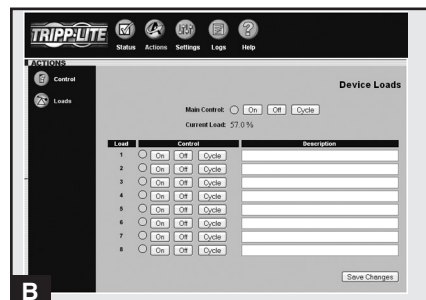 TRIPP·LITE
Status Actions Settings Logs Help
ACTIONS
Control
Loads
Device Loads
Main Control: On Off Cycle
Current Load: 57.0 %
Load Control Description
1 On Off Cycle
2 On Off Cycle
3 On Off Cycle
4 On Off Cycle
5 On Off Cycle
6 On Off Cycle
7 On Off Cycle
8 On Off Cycle
Save Changes
B